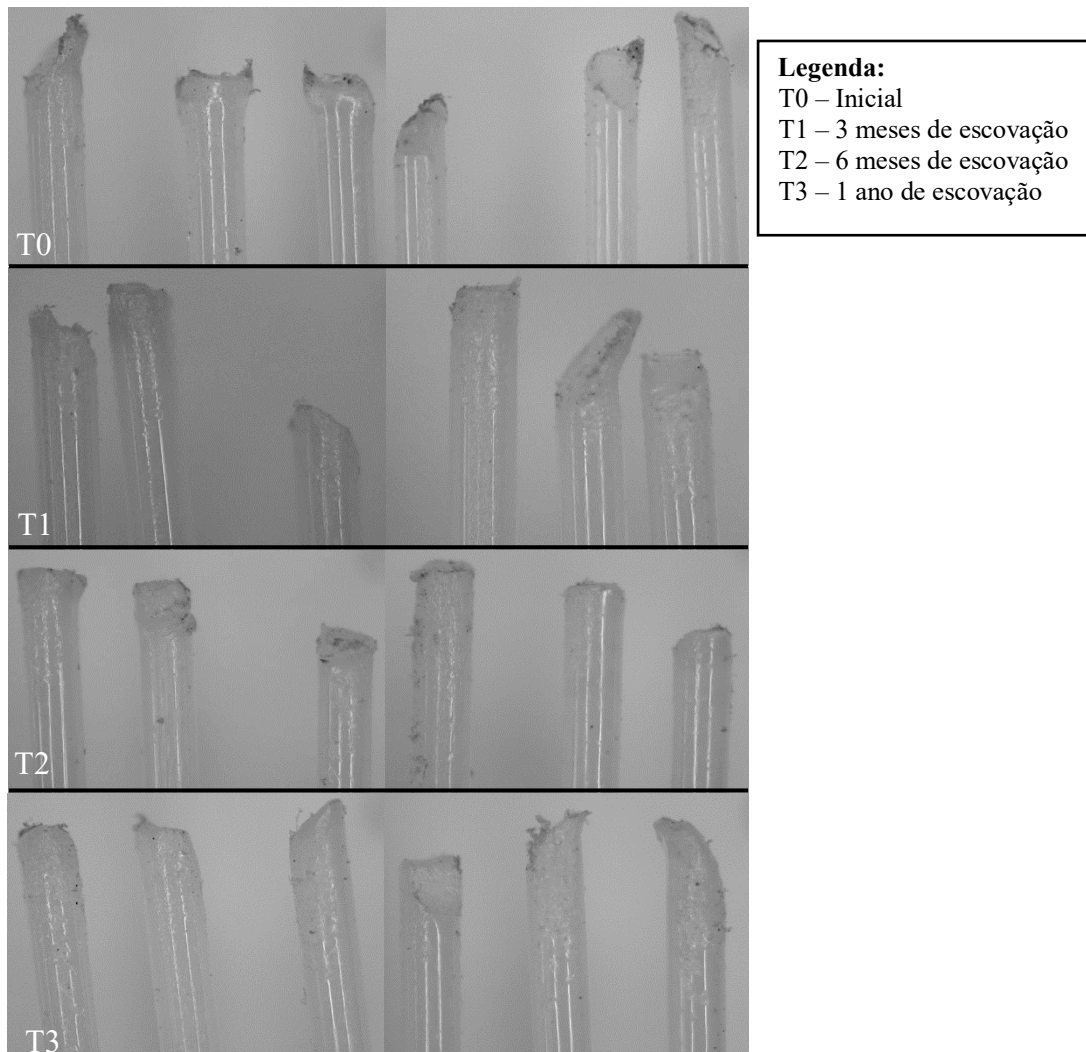 Legenda:
T0 – Inicial
T1 – 3 meses de escovação
T2 – 6 meses de escovação
T3 – 1 ano de escovação
T0
T1
T2
T3